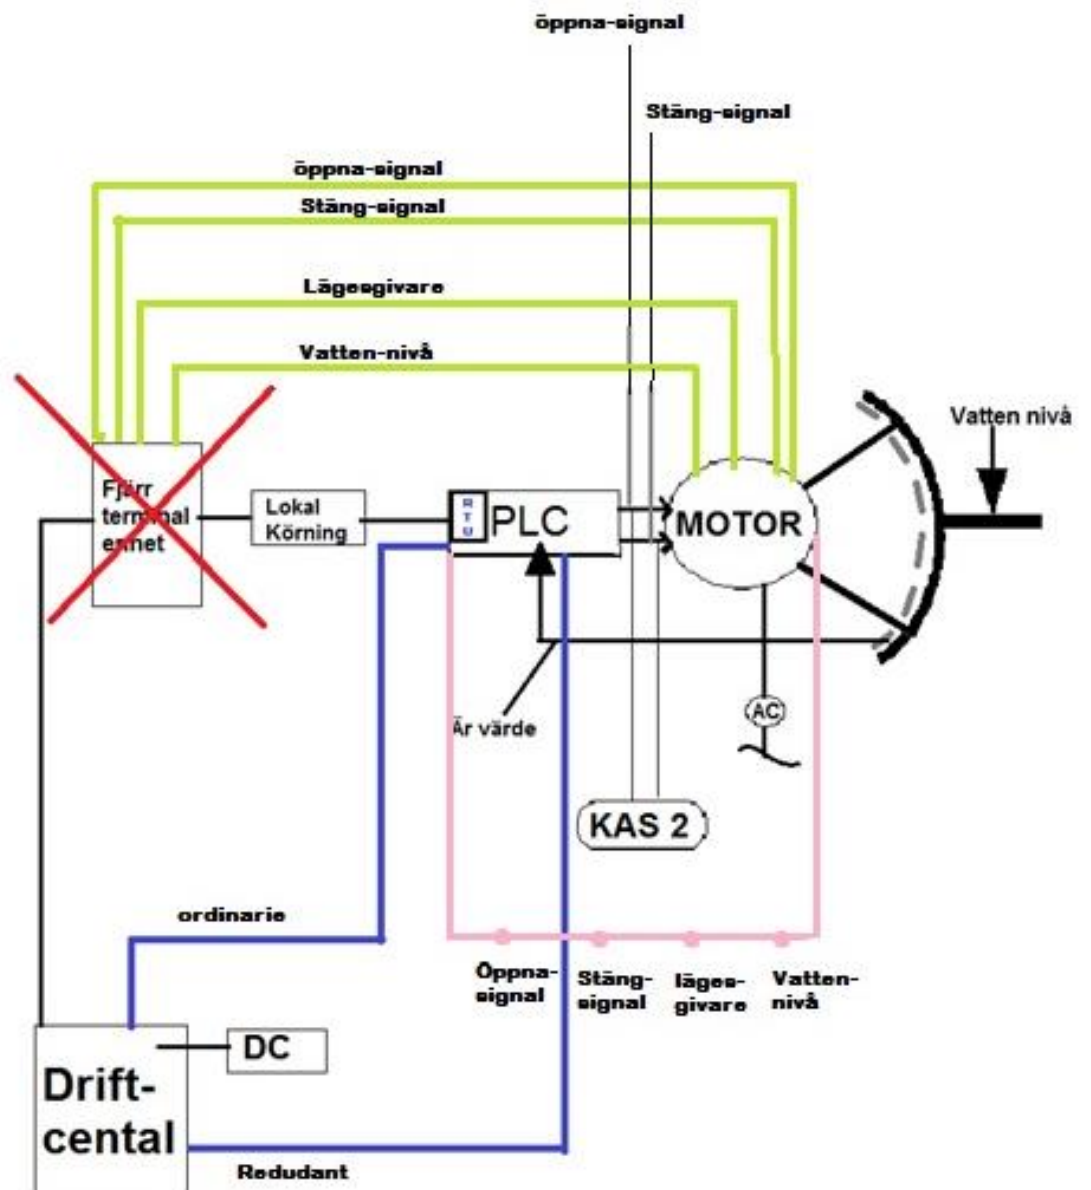 öppna-signal
Stäng-signal
öppna-signal
Stäng-signal
Lägesgivare
Vatten-nivå
Vatten nivå
Fjärr
terminal
enhet
Lokal
Körning
RTU
PLC
MOTOR
Är värde
AC
KAS 2
ordinarie
Öppna-
signal
Stäng-
signal
läges-
givare
Vatten-
nivå
DC
Drift-
cental
Redudant